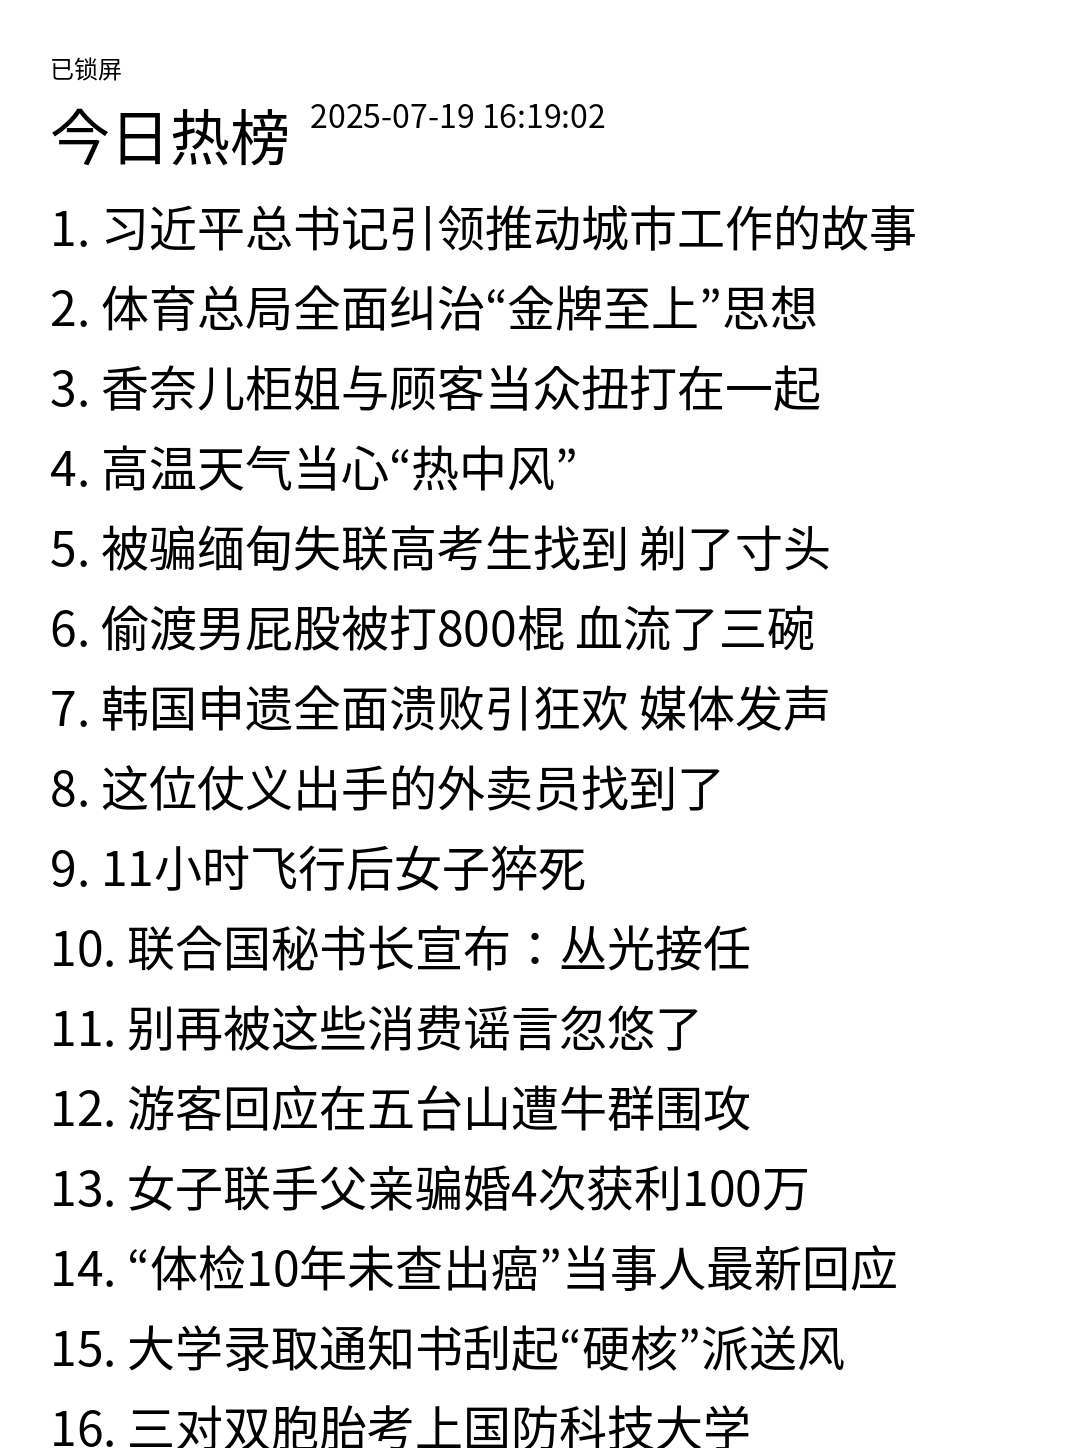 已锁屏
今日热榜 2025-07-19 16:19:02
1. 习近平总书记引领推动城市工作的故事
2. 体育总局全面纠治“金牌至上”思想
3. 香奈儿柜姐与顾客当众扭打在一起
4. 高温天气当心“热中风”
5. 被骗缅甸失联高考生找到 剃了寸头
6. 偷渡男屁股被打800棍 血流了三碗
7. 韩国申遗全面溃败引狂欢 媒体发声
8. 这位仗义出手的外卖员找到了
9. 11小时飞行后女子猝死
10. 联合国秘书长宣布：丛光接任
11. 别再被这些消费谣言忽悠了
12. 游客回应在五台山遭牛群围攻
13. 女子联手父亲骗婚4次获利100万
14. “体检10年未查出癌”当事人最新回应
15. 大学录取通知书刮起“硬核”派送风
16. 三对双胞胎考上国防科技大学